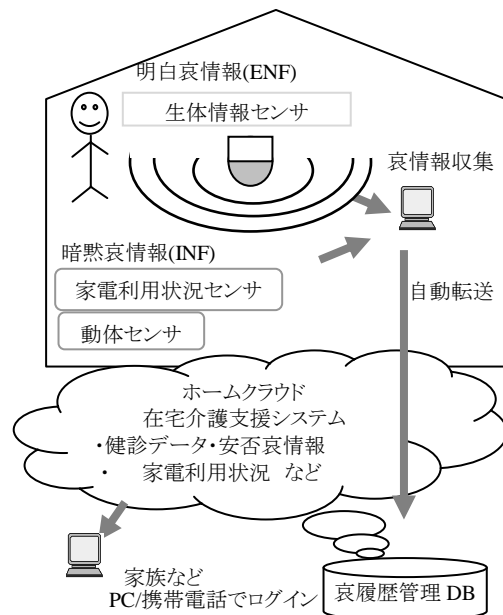 明白哀情報(ENF)
生体情報センサ
哀情報収集
暗黙哀情報(INF)
家電利用状況センサ
自動転送
動体センサ
ホームクラウド
在宅介護支援システム
・健診データ・安否哀情報
・ 家電利用状況 など
家族など
PC/携帯電話でログイン
哀履歴管理 DB